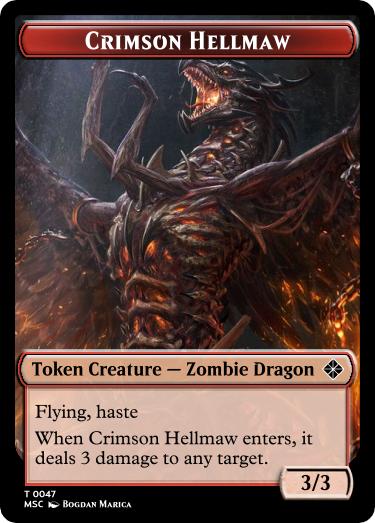 Crimson Hellmaw
Token Creature — Zombie Dragon
Flying, haste
When Crimson Hellmaw enters, it
deals 3 damage to any target.
3/3
T 0047
MSC Bogdan Marica